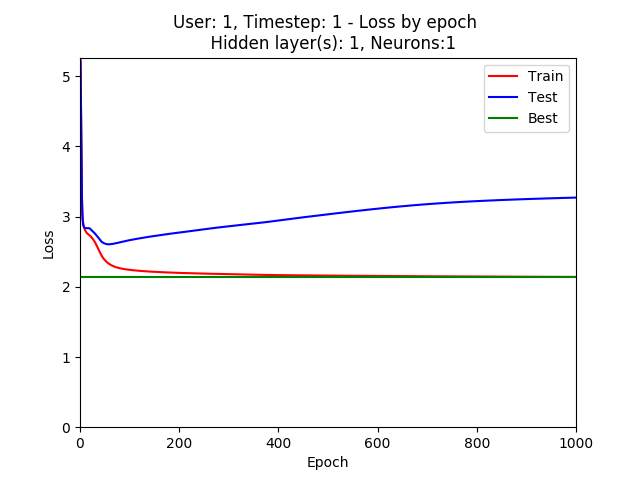 User: 1, Timestep: 1 - Loss by epoch
Hidden layer(s): 1, Neurons:1
Train
Test
Best
5
4
3
2
1
0
Loss
0 200 400 600 800 1000
Epoch